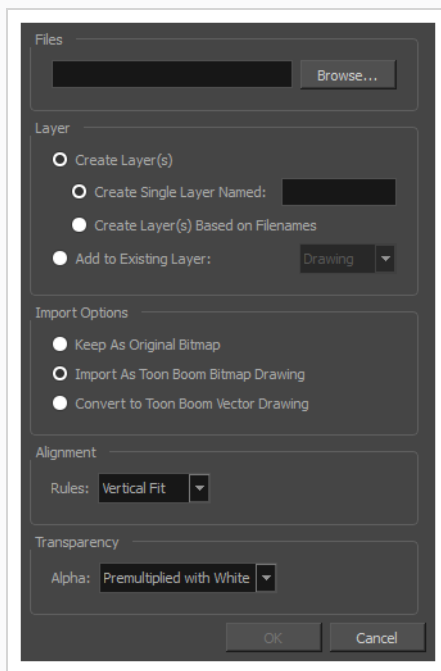 Files
Browse...
Layer
Create Layer(s)
Create Single Layer Named:
Create Layer(s) Based on Filenames
Add to Existing Layer: Drawing
Import Options
Keep As Original Bitmap
Import As Toon Boom Bitmap Drawing
Convert to Toon Boom Vector Drawing
Alignment
Rules: Vertical Fit
Transparency
Alpha: Premultiplied with White
OK Cancel